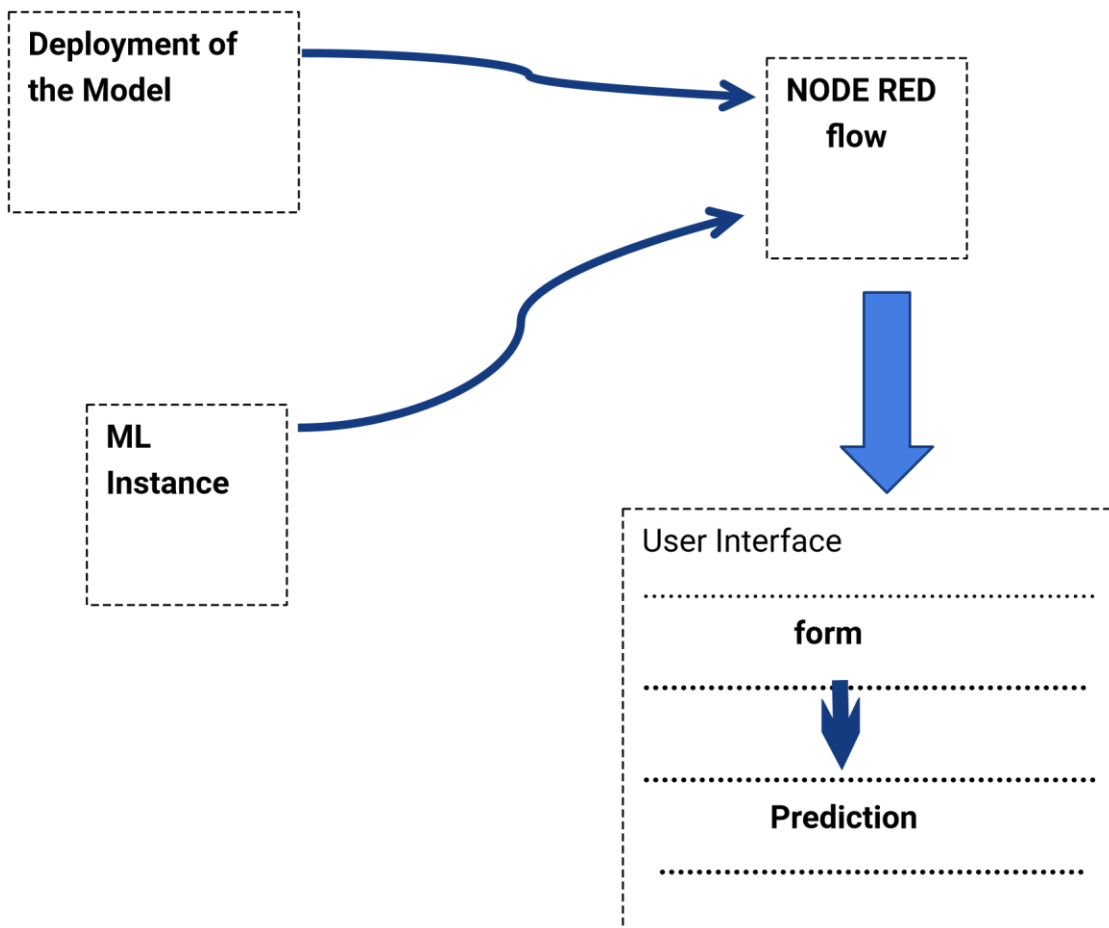 Deployment of
the Model
NODE RED
flow
ML
Instance
User Interface
form
Prediction